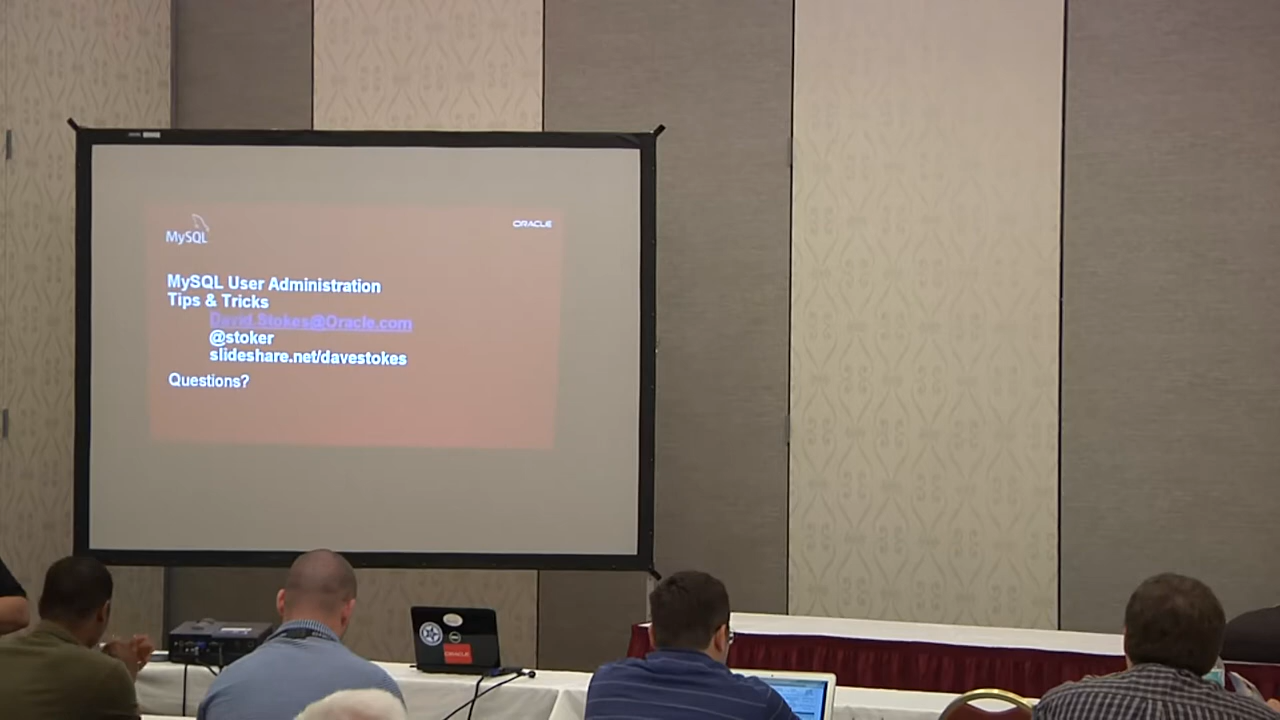 MySQL
ORACLE
MySQL User Administration
Tips & Tricks
David.Stokes@Oracle.com
@stoker
slideshare.net/davestokes
Questions?
ORACLE